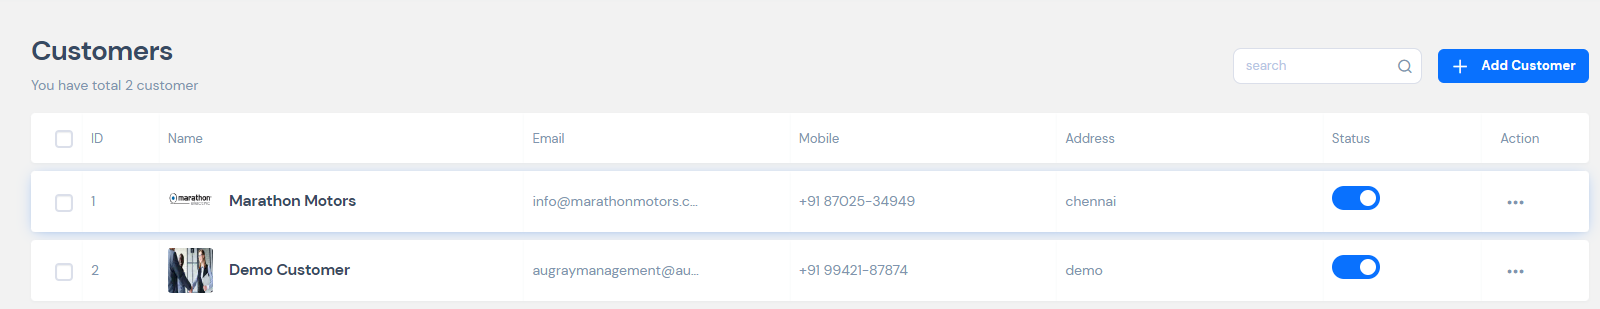 Customers
You have total 2 customer
search
Add Customer
ID Name Email Mobile Address Status Action
1 marathon Marathon Motors info@marathonmotors.c... +91 87025-34949 chennai
2 Demo Customer augraymanagement@au... +91 99421-87874 demo